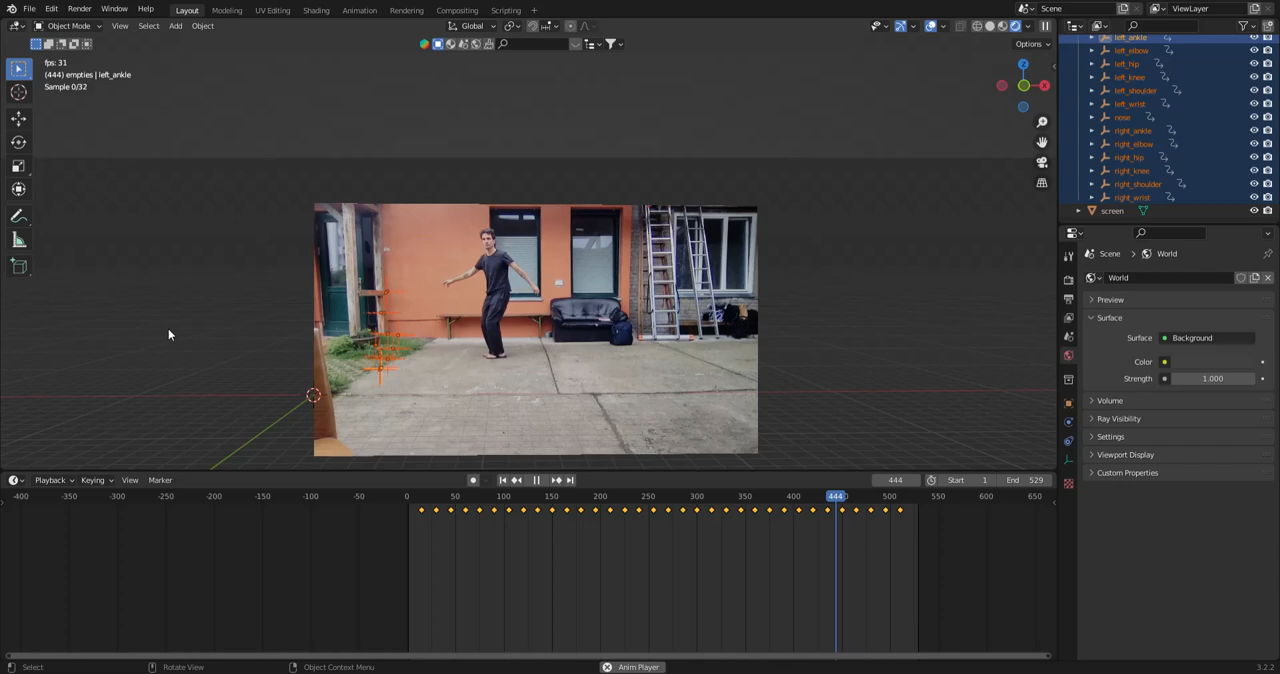 File Edit Render Window Help Layout Modeling UV Editing Shading Animation Rendering Compositing Scripting + Scene ViewLayer
Object Mode View Select Add Object Global
Options
fps: 31
(444) empties | left_ankle
Sample 0/32
Z
X
left_ankle
left_elbow
left_hip
left_knee
left_shoulder
left_wrist
nose
right_ankle
right_elbow
right_hip
right_knee
right_shoulder
right_wrist
screen
Scene World
World
Preview
Surface
Surface Background
Color
Strength 1.000
Volume
Ray Visibility
Settings
Viewport Display
Custom Properties
Playback Keying View Marker 444 Start 1 End 529
-400 -350 -300 -250 -200 -150 -100 -50 0 50 100 150 200 250 300 350 400 444 500 550 600 650
Select Rotate View Object Context Menu Anim Player 3.2.2